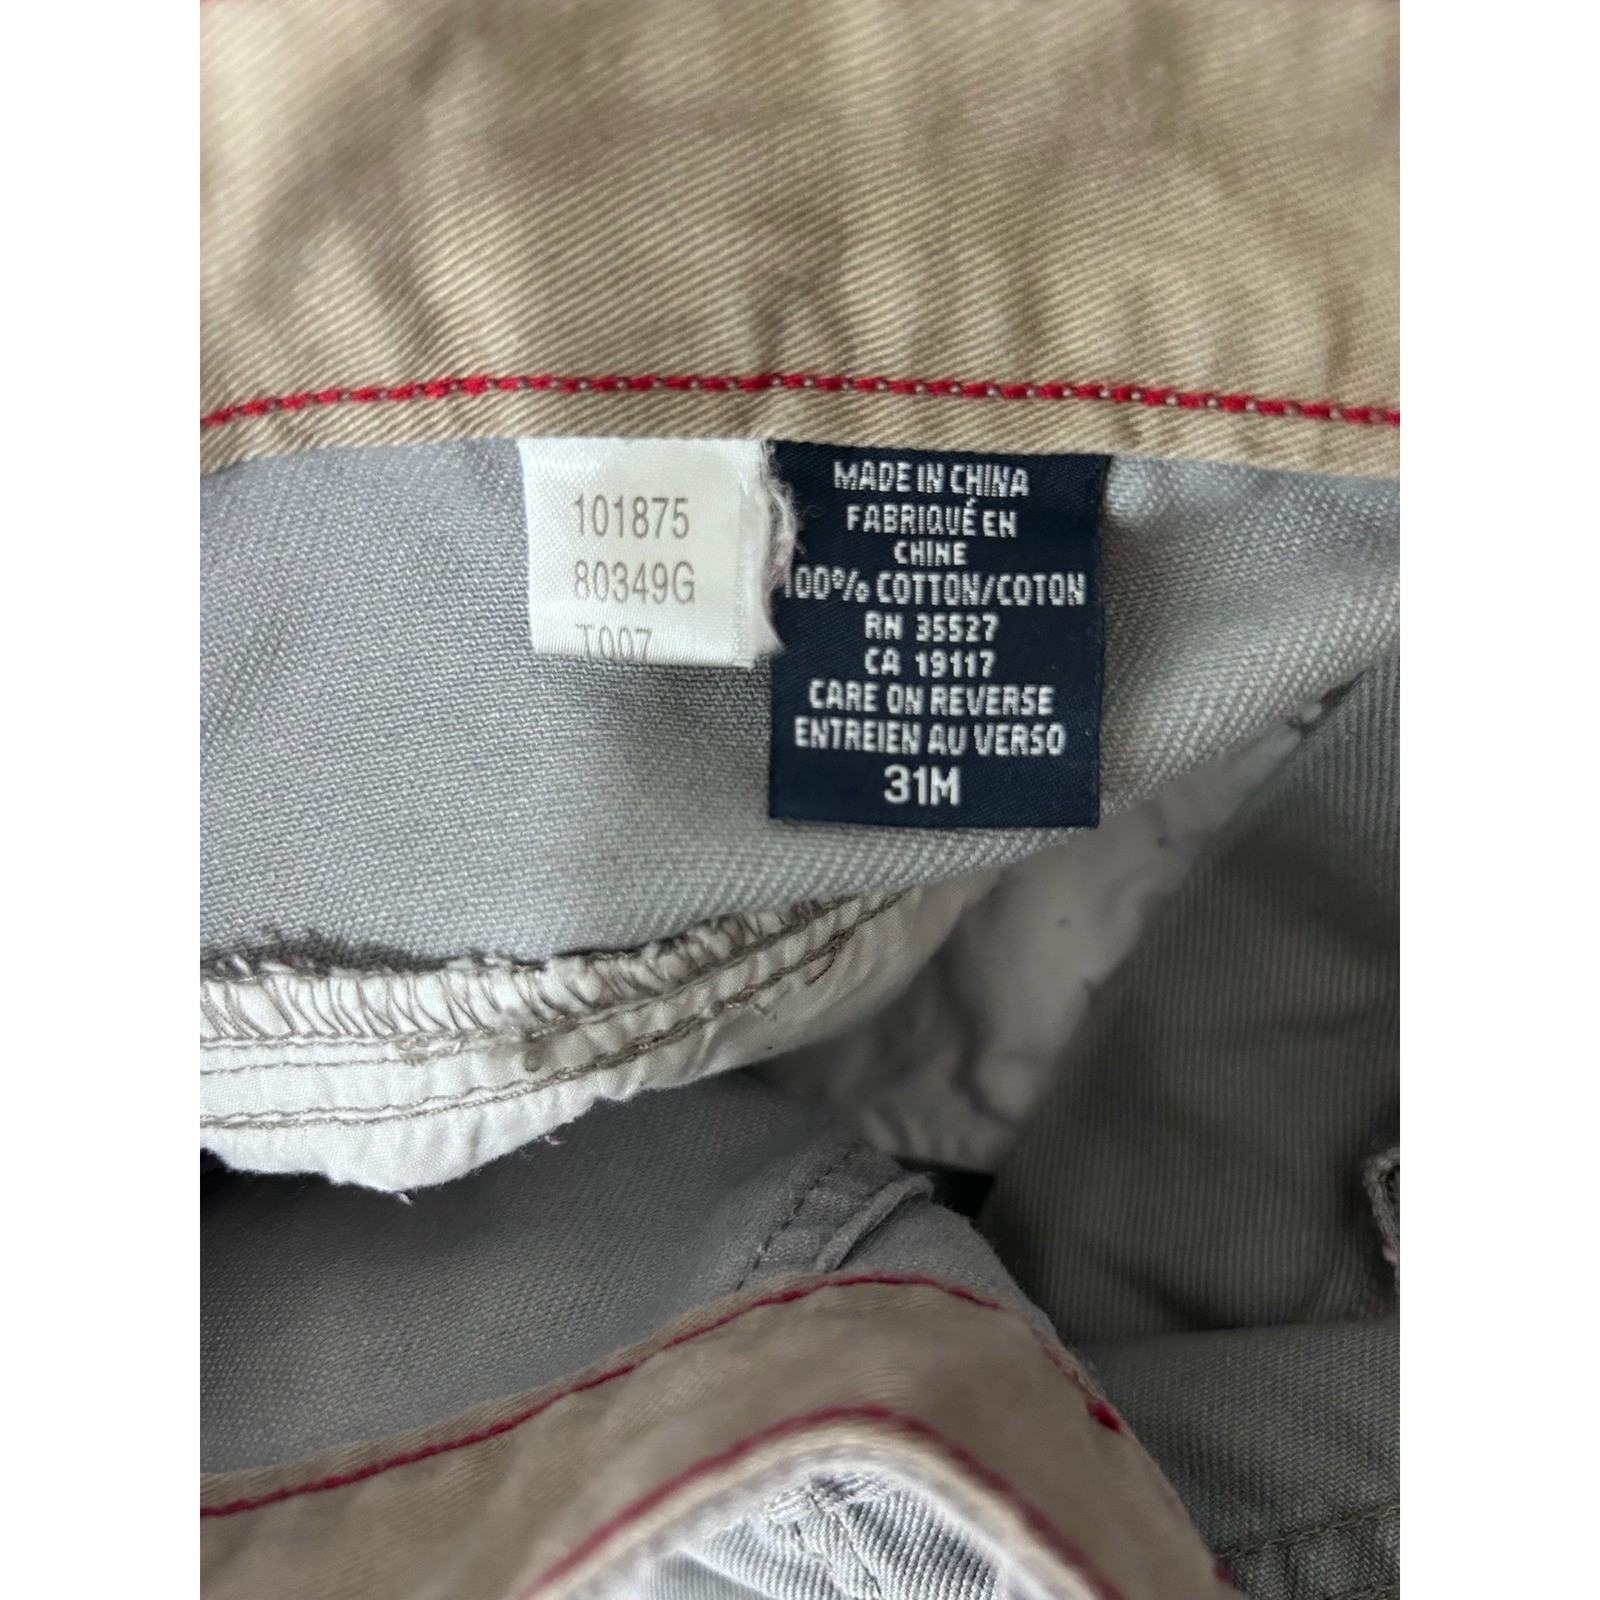 101875
80349G
T007
MADE IN CHINA
FABRIQUÉ EN
CHINE
100% COTTON/COTON
RN 35527
CA 19117
CARE ON REVERSE
ENTREIEN AU VERSO
31M